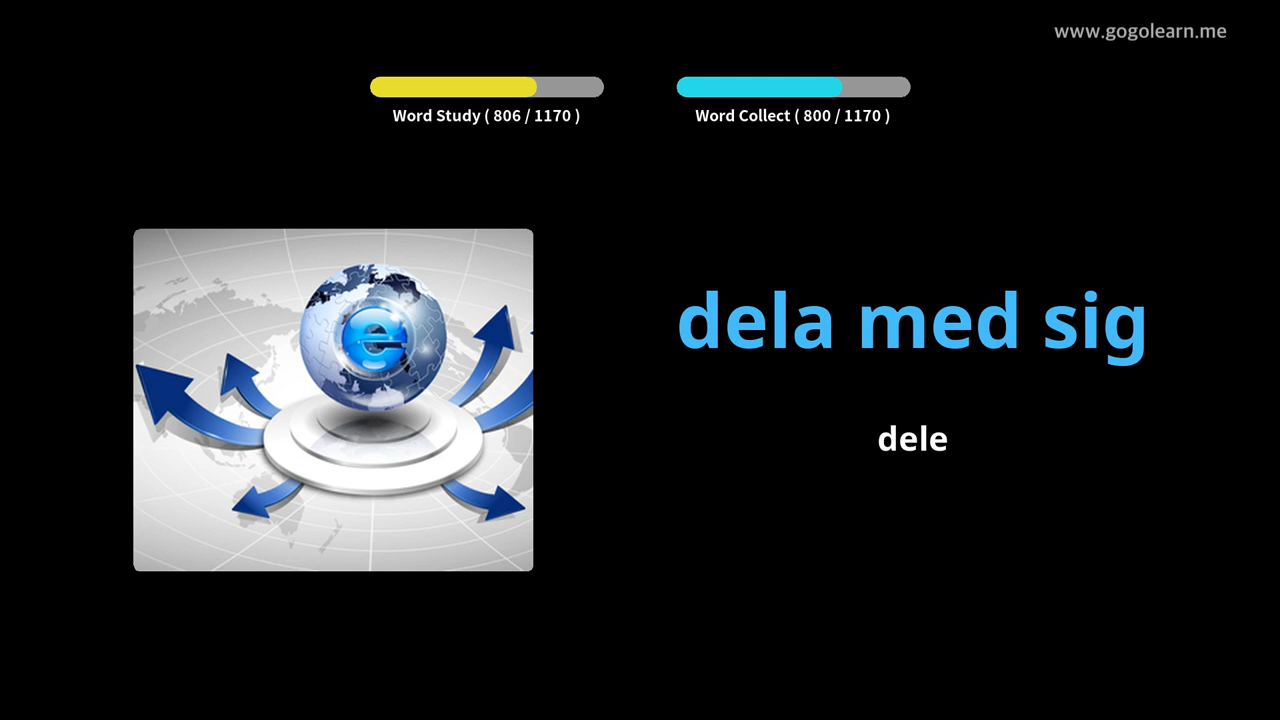 www.gogolearn.me
Word Study ( 806 / 1170 )
Word Collect ( 800 / 1170 )
e
dela med sig
dele